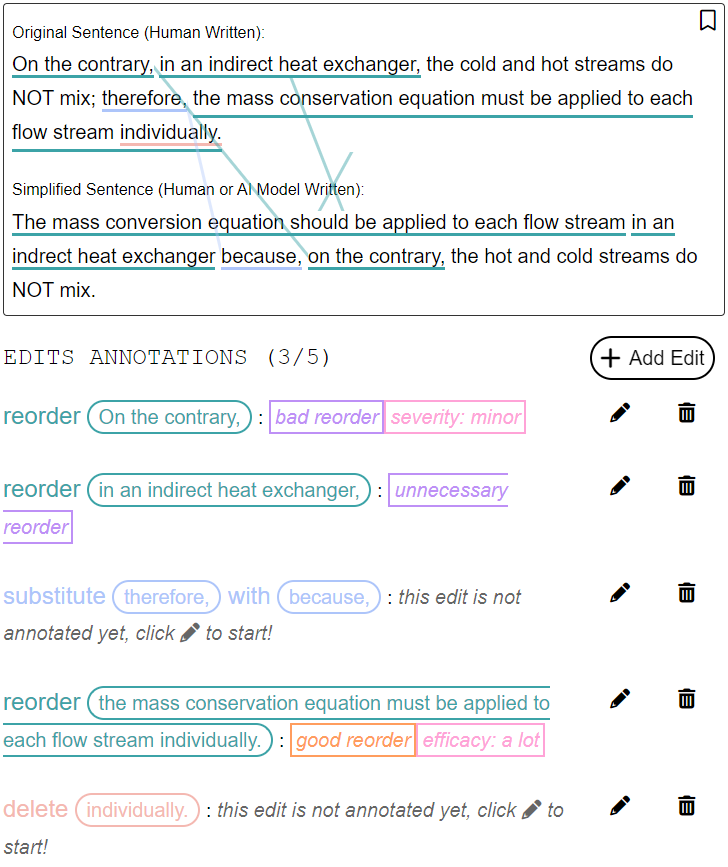 Original Sentence (Human Written):
On the contrary, in an indirect heat exchanger, the cold and hot streams do
NOT mix; therefore, the mass conservation equation must be applied to each
flow stream individually.
Simplified Sentence (Human or AI Model Written):
The mass conversion equation should be applied to each flow stream in an
indrect heat exchanger because, on the contrary, the hot and cold streams do
NOT mix.
EDITS ANNOTATIONS (3/5)
+ Add Edit
reorder On the contrary, : bad reorder severity: minor
reorder in an indirect heat exchanger, : unnecessary
reorder
substitute therefore, with because, : this edit is not
annotated yet, click to start!
reorder the mass conservation equation must be applied to
each flow stream individually. : good reorder efficacy: a lot
delete individually. : this edit is not annotated yet, click to
start!